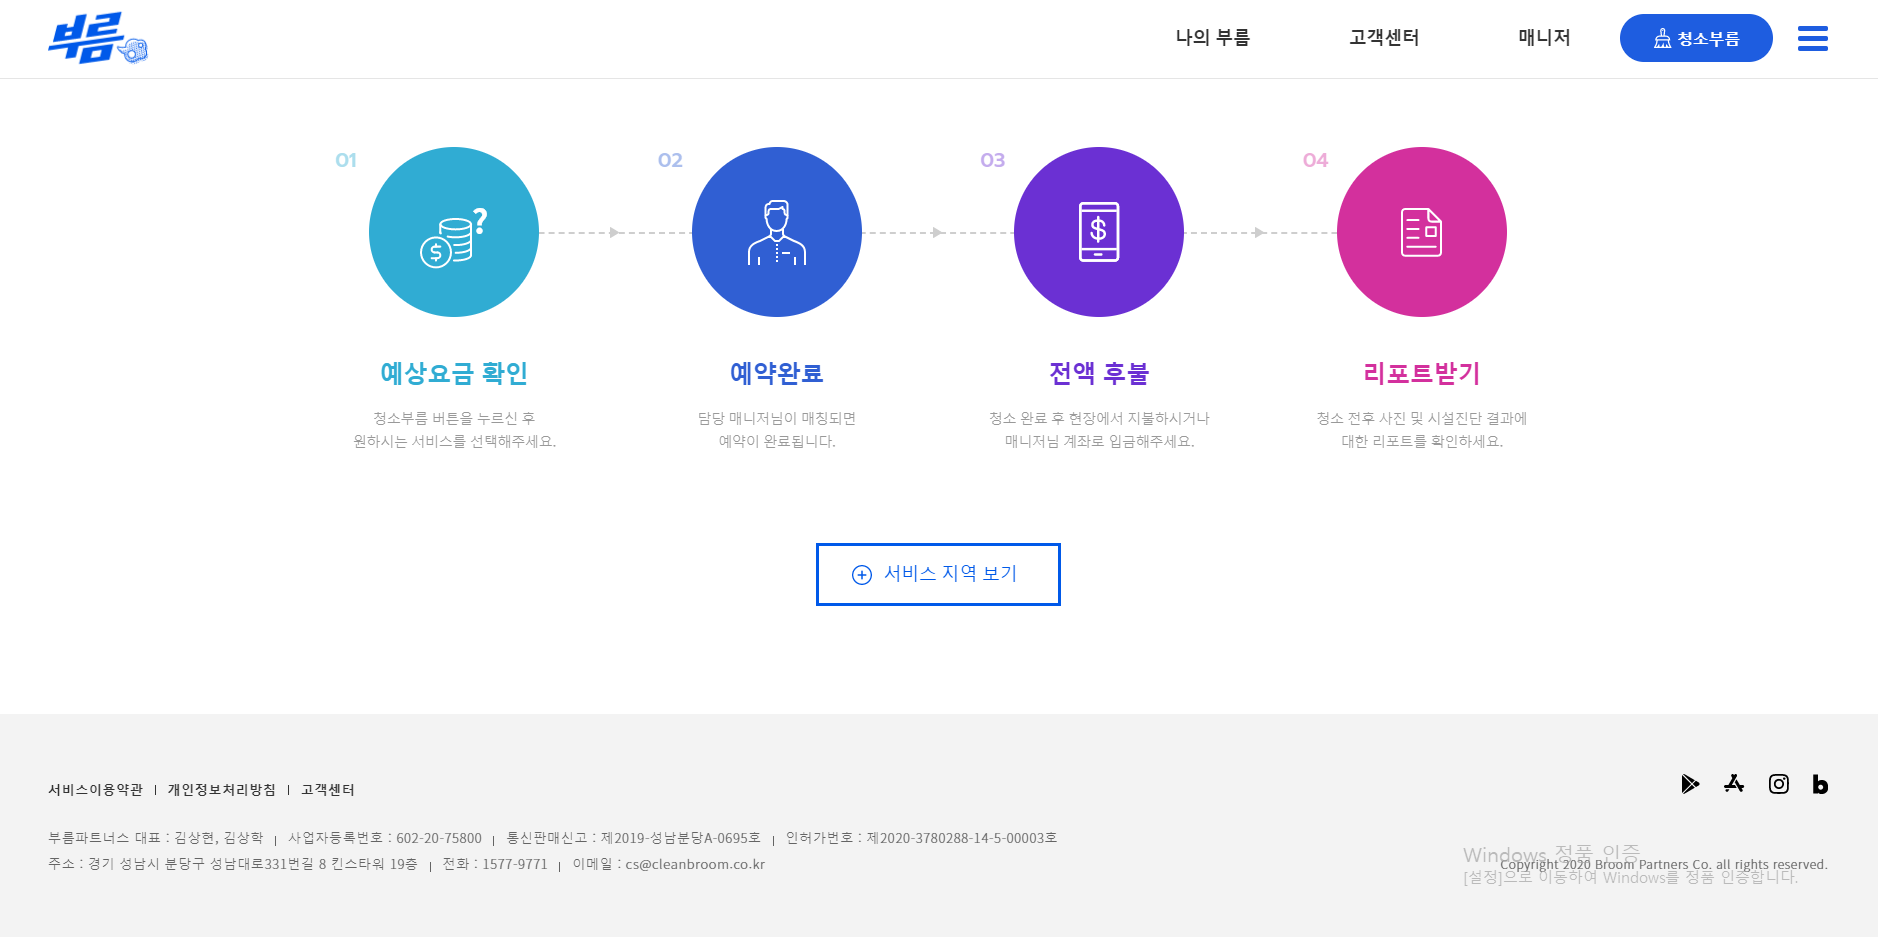 부름
나의 부름
고객센터
매니저
청소부름
01
02
03
04
예상요금 확인
청소부름 버튼을 누르신 후
원하시는 서비스를 선택해주세요.
예약완료
담당 매니저님이 매칭되면
예약이 완료됩니다.
전액 후불
청소 완료 후 현장에서 지불하시거나
매니저님 계좌로 입금해주세요.
리포트받기
청소 전후 사진 및 시설진단 결과에
대한 리포트를 확인하세요.
서비스 지역 보기
서비스이용약관 | 개인정보처리방침 | 고객센터
부름파트너스 대표 : 김상현, 김상학 | 사업자등록번호 : 602-20-75800 | 통신판매신고 : 제2019-성남분당A-0695호 | 인허가번호 : 제2020-3780288-14-5-00003호
주소 : 경기 성남시 분당구 성남대로331번길 8 킨스타워 19층 | 전화 : 1577-9771 | 이메일 : cs@cleanbroom.co.kr
Windows 정품 인증
Copyright 2020 Broom Partners Co. all rights reserved.
[설정]으로 이동하여 Windows를 정품 인증합니다.